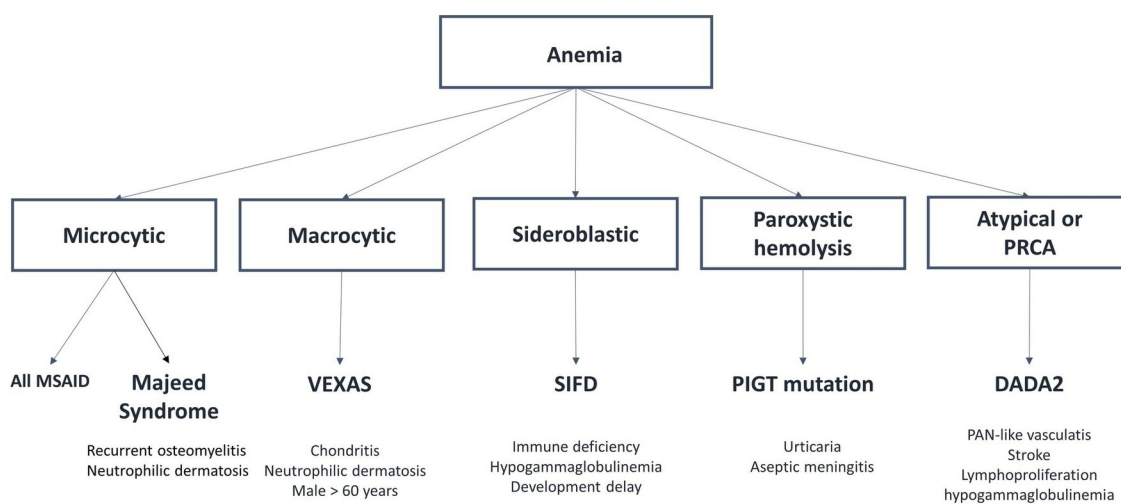 Anemia
Microcytic
Macrocytic
Sideroblastic
Paroxystic
hemolysis
Atypical or
PRCA
All MSAID
Majeed
Syndrome
Recurrent osteomyelitis
Neutrophilic dermatosis
VEXAS
Chondritis
Neutrophilic dermatosis
Male > 60 years
SIFD
Immune deficiency
Hypogammaglobulinemia
Development delay
PIGT mutation
Urticaria
Aseptic meningitis
DADA2
PAN-like vasculatis
Stroke
Lymphoproliferation
hypogammaglobulinemia